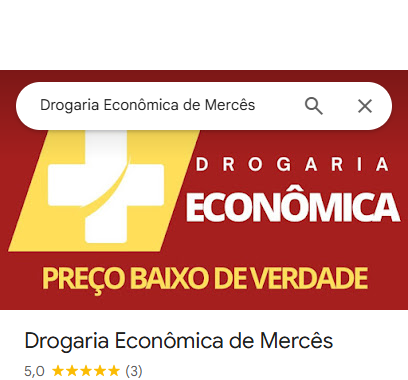 Drogaria Econômica de Mercês
DROGARIA
ECONÔMICA
PREÇO BAIXO DE VERDADE
Drogaria Econômica de Mercês
5,0 ★★★★★ (3)